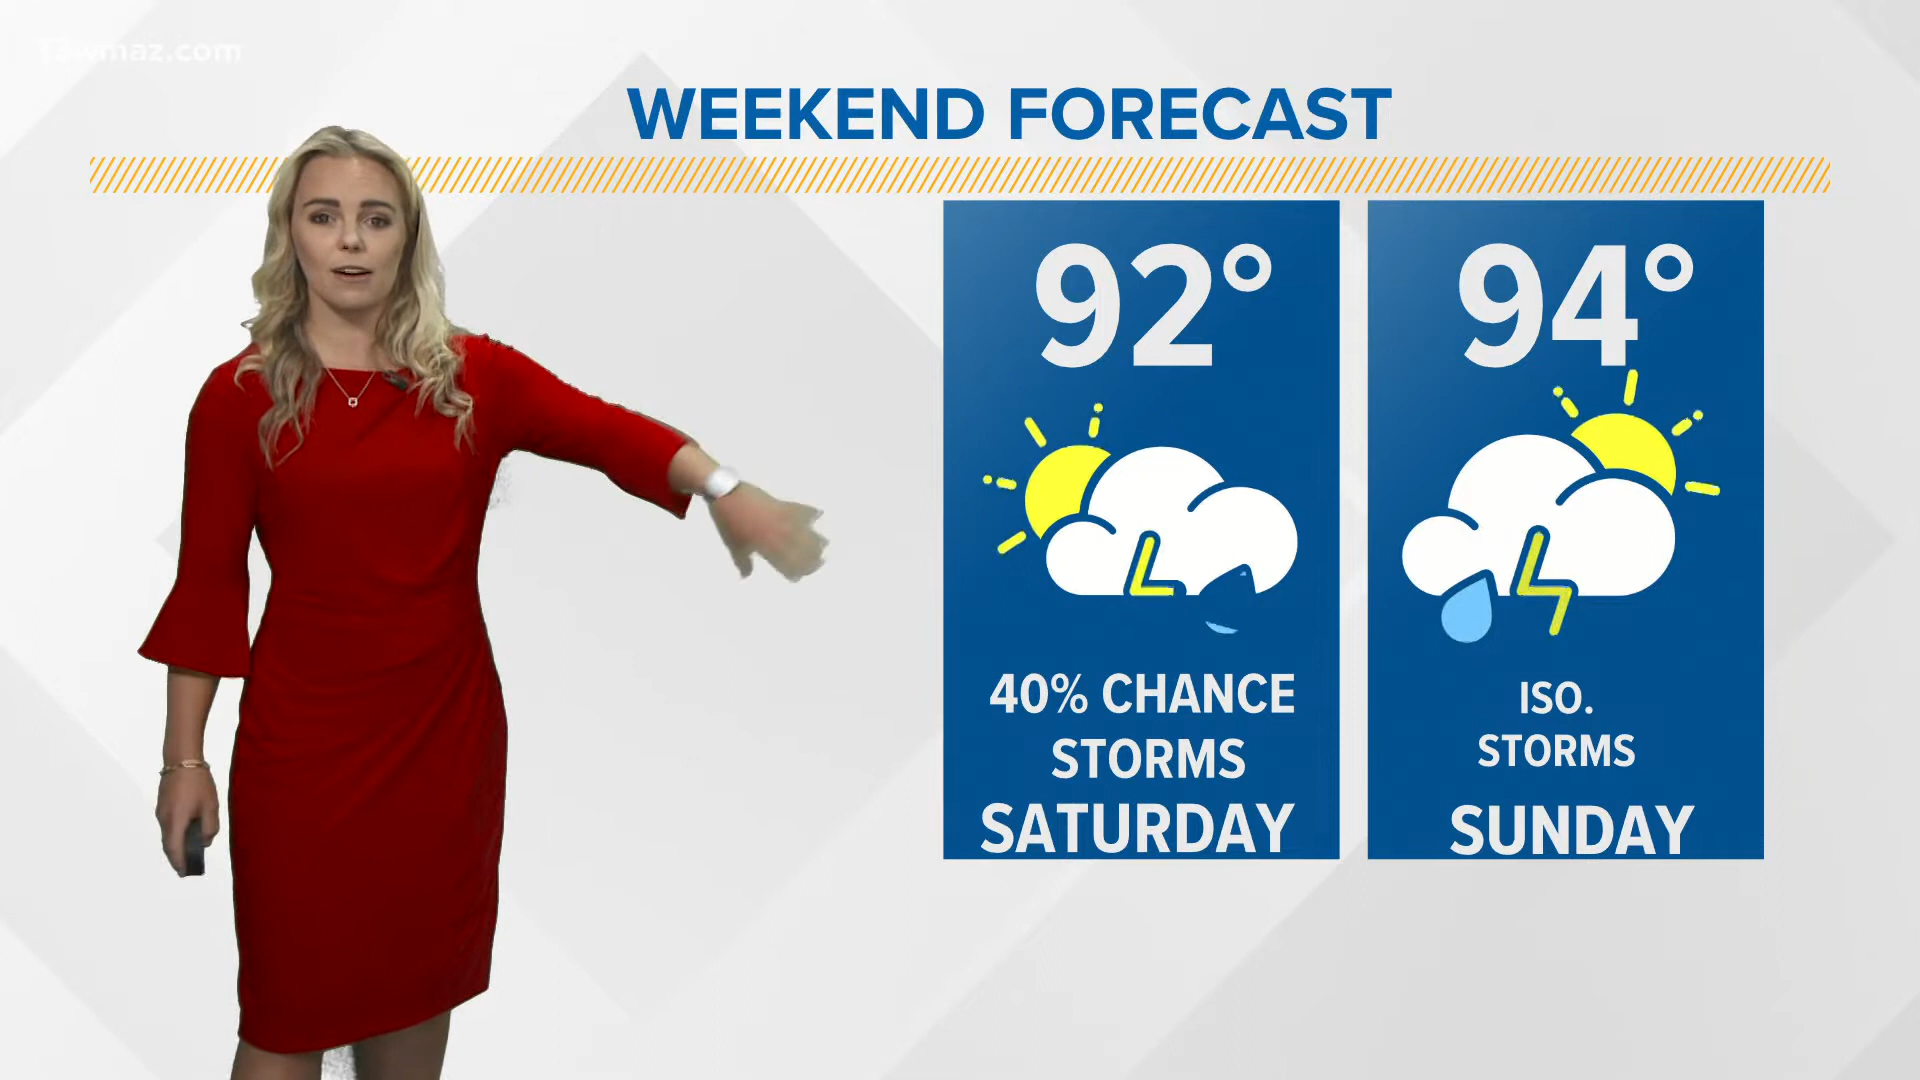 13wmaz.com
WEEKEND FORECAST
92°
40% CHANCE
STORMS
SATURDAY
94°
ISO.
STORMS
SUNDAY